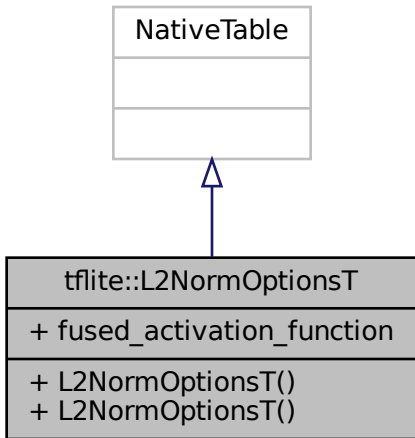 NativeTable
tflite::L2NormOptionsT
+ fused_activation_function
+ L2NormOptionsT()
+ L2NormOptionsT()